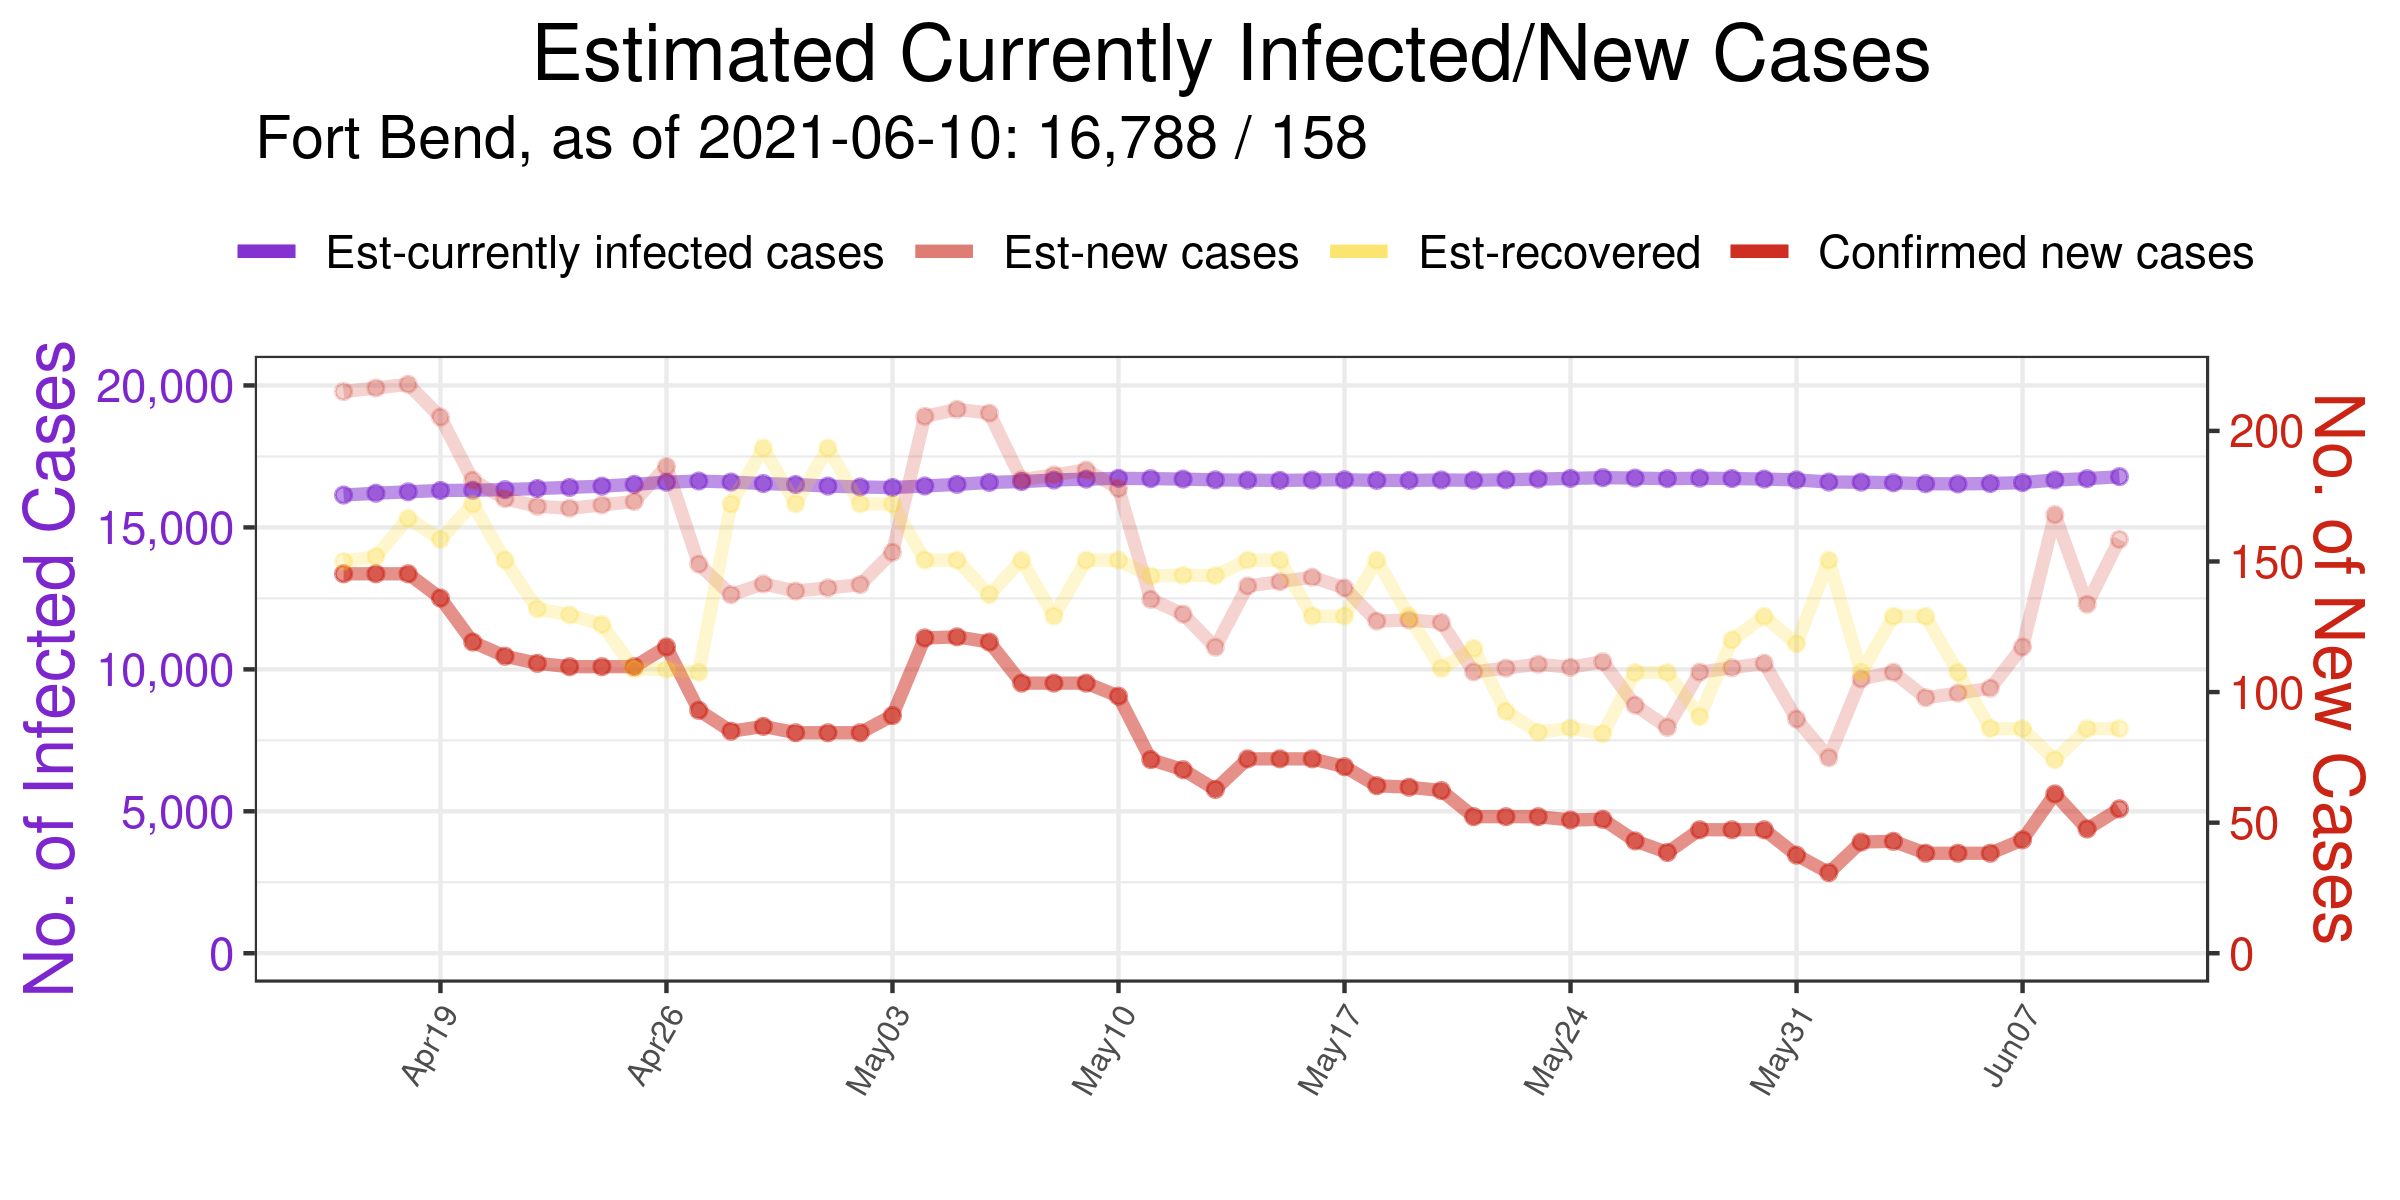 Estimated Currently Infected/New Cases
Fort Bend, as of 2021-06-10: 16,788 / 158
Est-currently infected cases Est-new cases Est-recovered Confirmed new cases
No. of Infected Cases
20,000
15,000
10,000
5,000
0
No. of New Cases
200
150
100
50
0
Apr19 Apr26 May03 May10 May17 May24 May31 Jun07